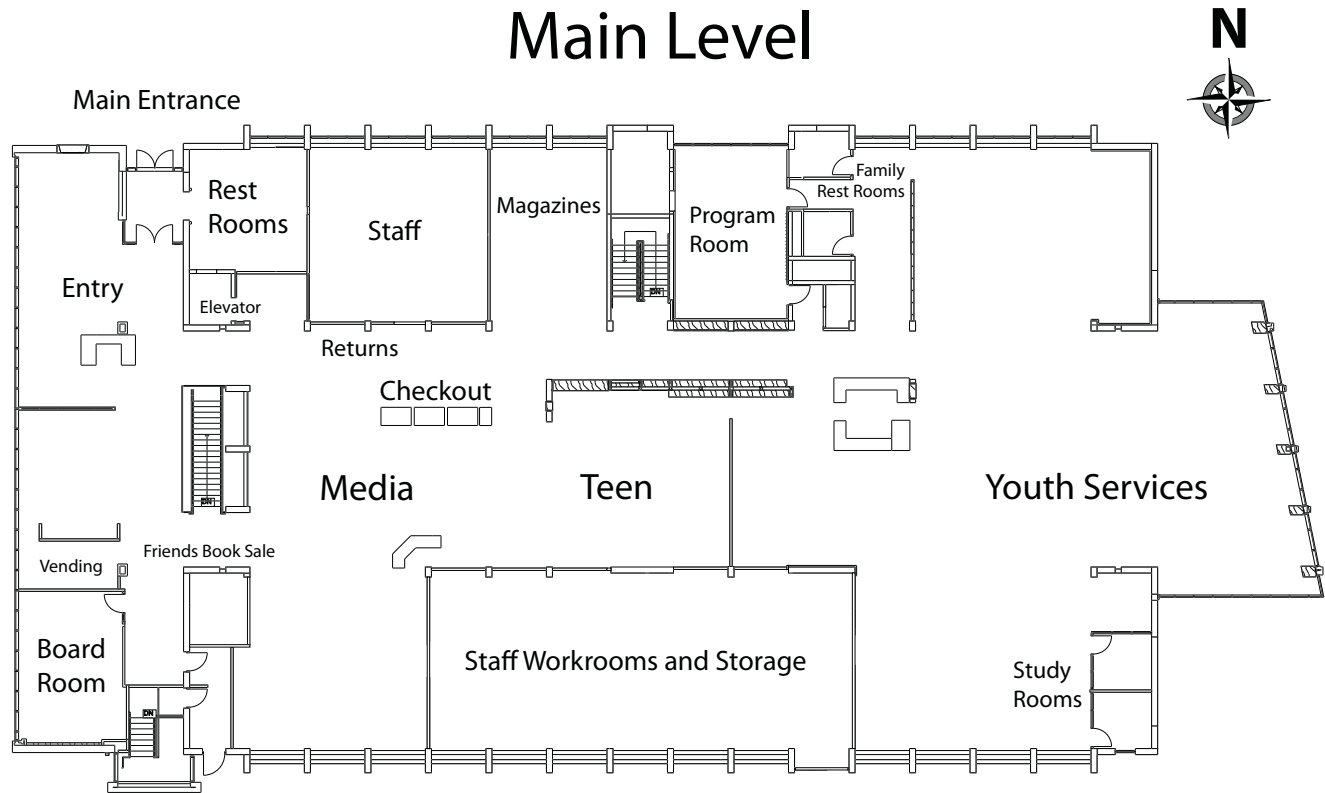 Main Level
N
Main Entrance
Rest
Rooms
Staff
Magazines
Program
Room
Family
Rest Rooms
Entry
Elevator
DN
Returns
Checkout
Media
Teen
Youth Services
DN
Friends Book Sale
Vending
Board
Room
Staff Workrooms and Storage
Study
Rooms
DN